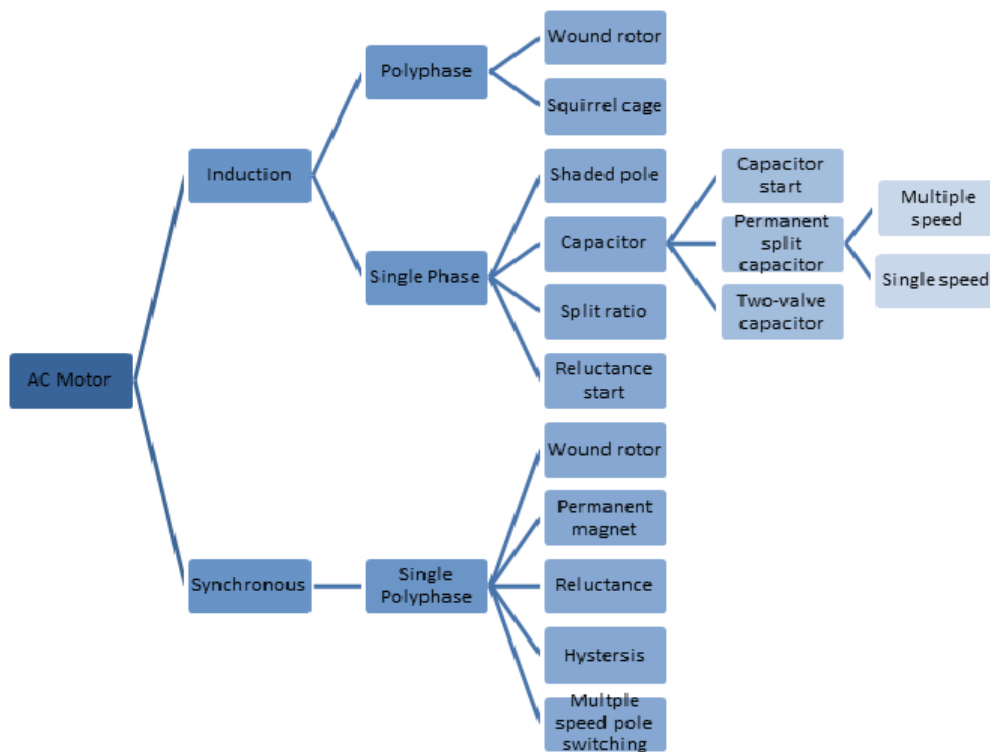 AC Motor
Induction
Polyphase
Wound rotor
Squirrel cage
Single Phase
Shaded pole
Capacitor
Capacitor
start
Permanent
split
capacitor
Multiple
speed
Single speed
Two-valve
capacitor
Split ratio
Reluctance
start
Synchronous
Single
Polyphase
Wound rotor
Permanent
magnet
Reluctance
Hystersis
Multple
speed pole
switching